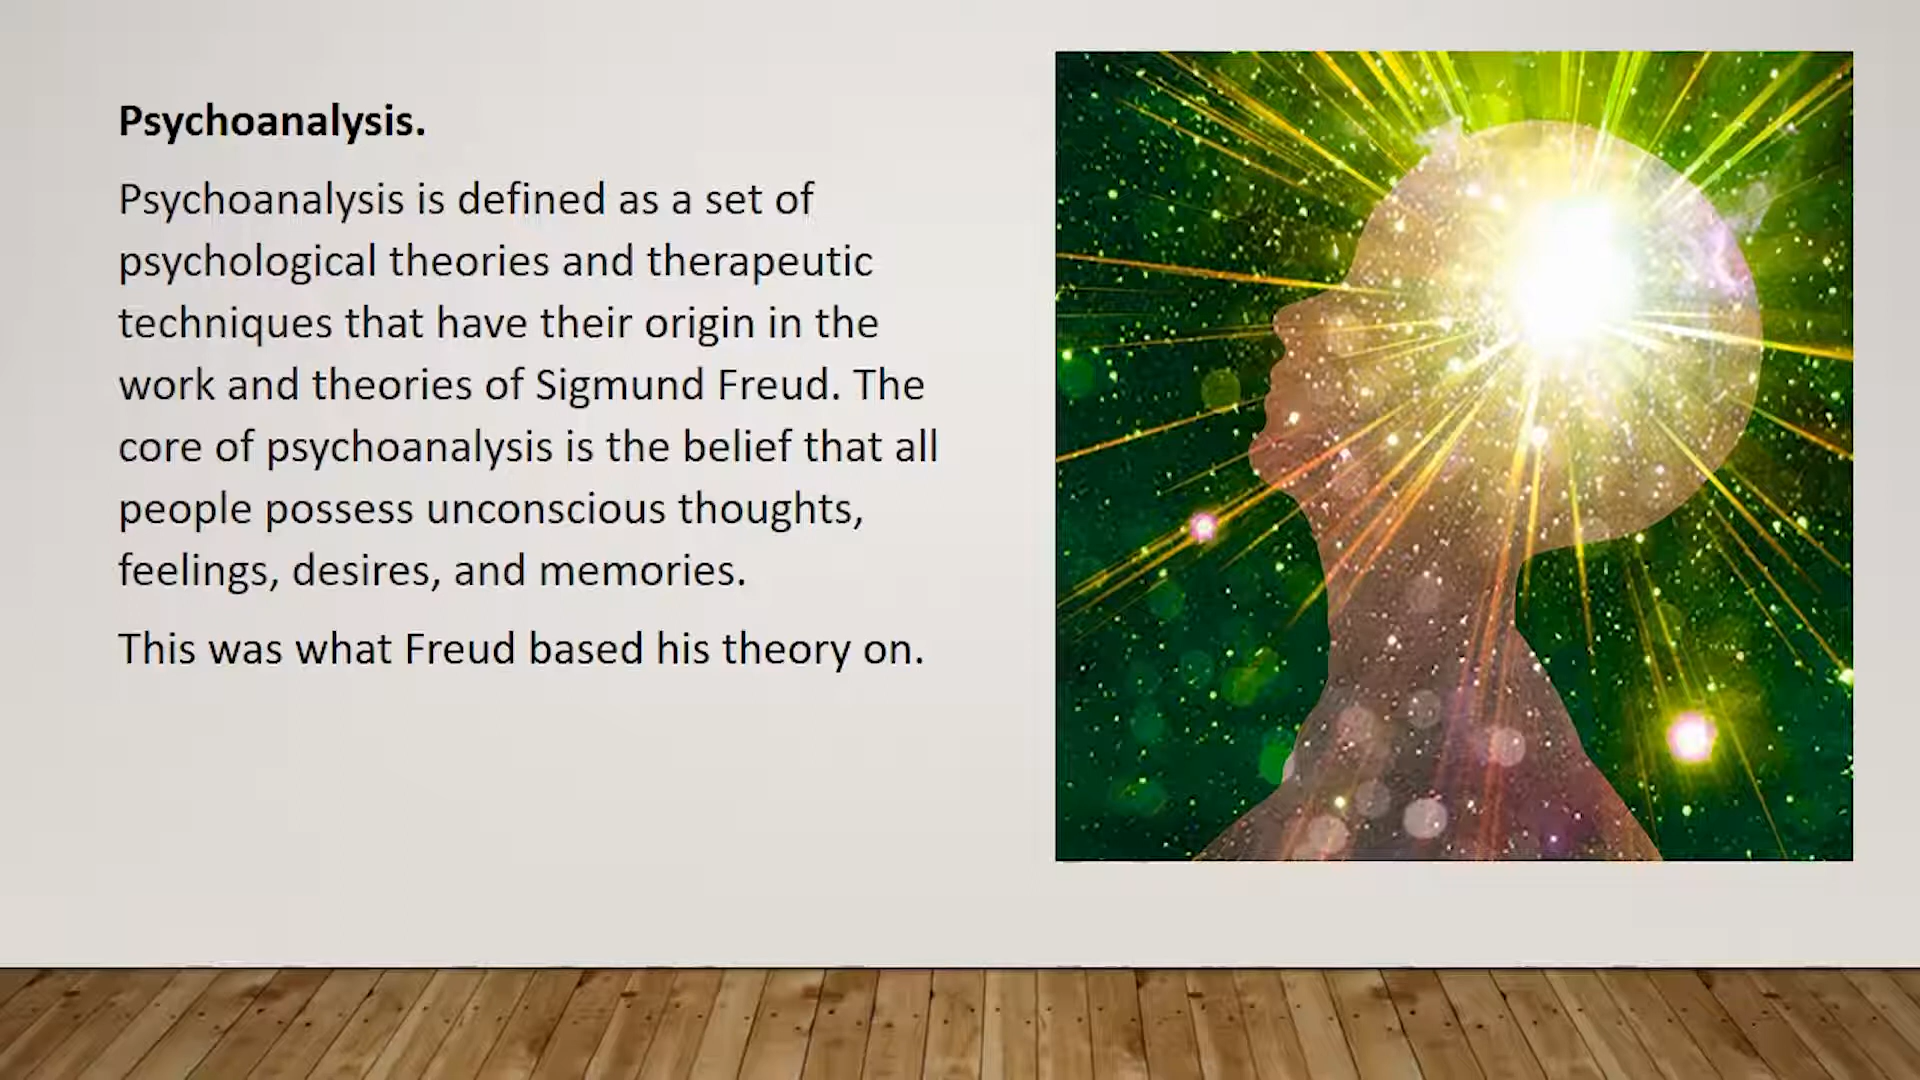 Psychoanalysis.
Psychoanalysis is defined as a set of
psychological theories and therapeutic
techniques that have their origin in the
work and theories of Sigmund Freud. The
core of psychoanalysis is the belief that all
people possess unconscious thoughts,
feelings, desires, and memories.
This was what Freud based his theory on.